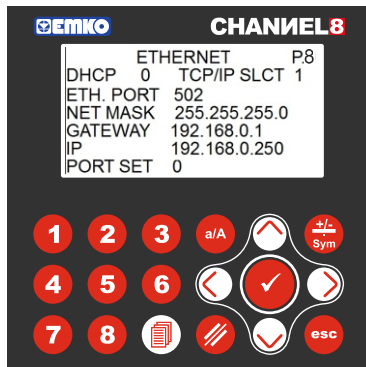 EMKO CHANNEL8
ETHERNET P.8
DHCP 0 TCP/IP SLCT 1
ETH. PORT 502
NET MASK 255.255.255.0
GATEWAY 192.168.0.1
IP 192.168.0.250
PORT SET 0
1 2 3 a/A +/- Sym
4 5 6
7 8 esc